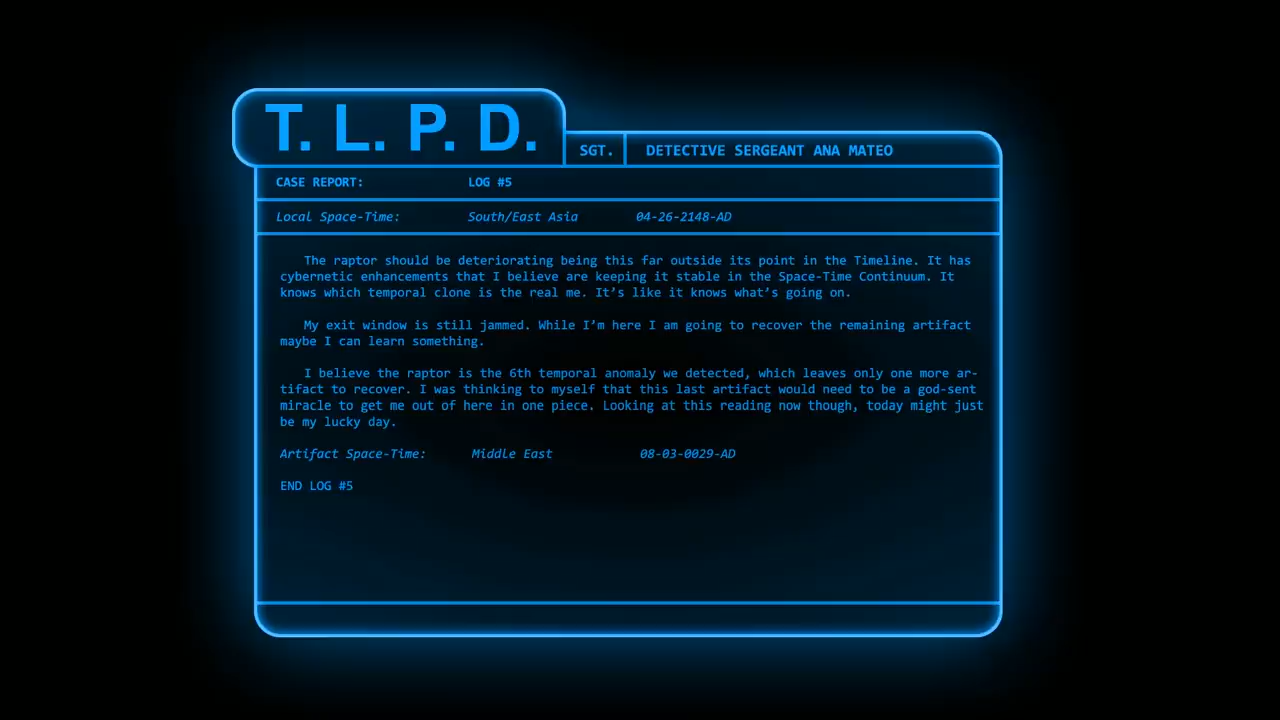 T. L. P. D.
SGT. DETECTIVE SERGEANT ANA MATEO
CASE REPORT: LOG #5
Local Space-Time: South/East Asia 04-26-2148-AD
The raptor should be deteriorating being this far outside its point in the Timeline. It has
cybernetic enhancements that I believe are keeping it stable in the Space-Time Continuum. It
knows which temporal clone is the real me. It’s like it knows what’s going on.
My exit window is still jammed. While I’m here I am going to recover the remaining artifact
maybe I can learn something.
I believe the raptor is the 6th temporal anomaly we detected, which leaves only one more ar-
tifact to recover. I was thinking to myself that this last artifact would need to be a god-sent
miracle to get me out of here in one piece. Looking at this reading now though, today might just
be my lucky day.
Artifact Space-Time: Middle East 08-03-0029-AD
END LOG #5